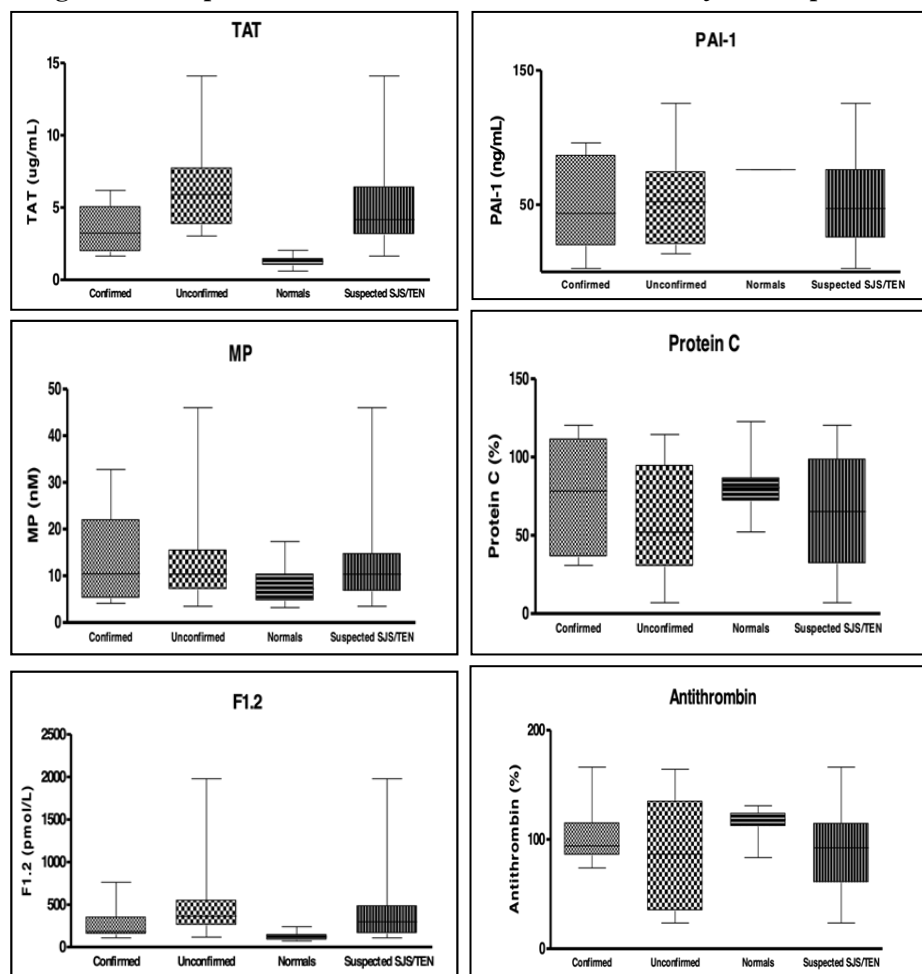 TAT
TAT (ug/mL)
15
10
5
0
Confirmed Unconfirmed Normals Suspected SJS/TEN
PAI-1
PAI-1 (ng/mL)
150
50
Confirmed Unconfirmed Normals Suspected SJS/TEN
MP
MP (nM)
50
40
30
20
10
0
Confirmed Unconfirmed Normals Suspected SJS/TEN
Protein C
Protein C (%)
150
100
50
0
Confirmed Unconfirmed Normals Suspected SJS/TEN
F1.2
F1.2 (pmol/L)
2500
2000
1500
1000
500
0
Confirmed Unconfirmed Normals Suspected SJS/TEN
Antithrombin
Antithrombin (%)
200
100
0
Confirmed Unconfirmed Normals Suspected SJS/TEN